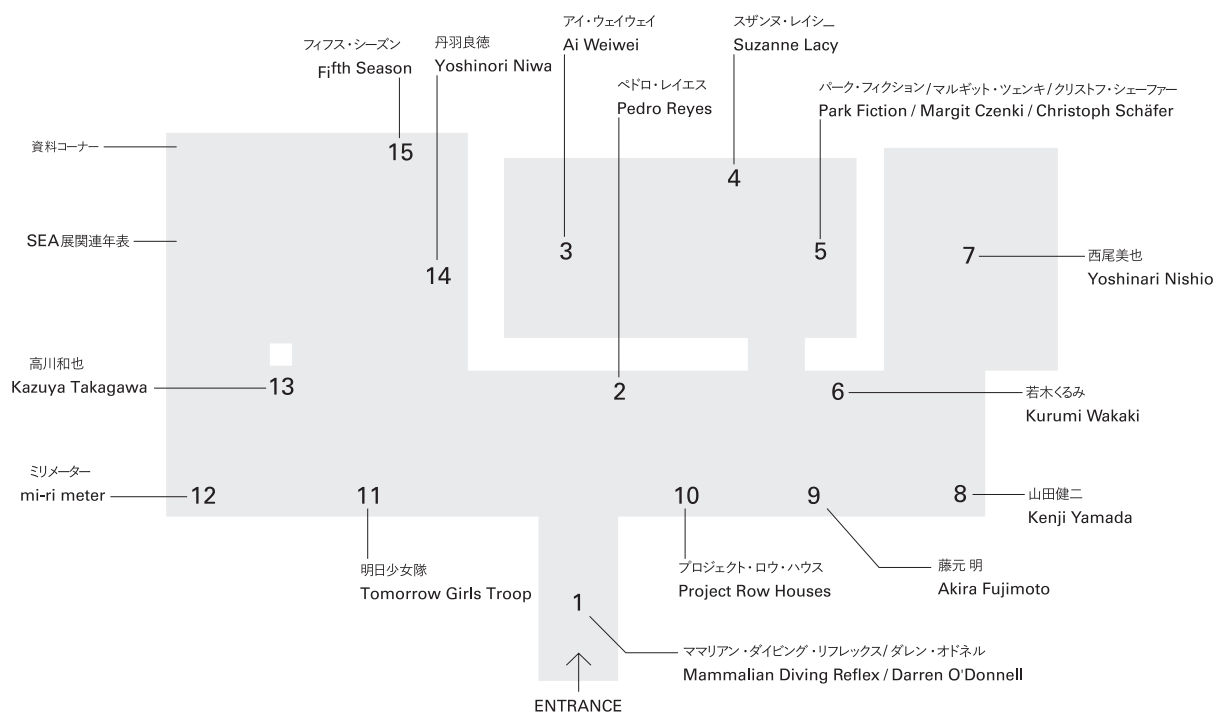 アイ・ウェイウェイ
Ai Weiwei
スザンヌ・レイシー
Suzanne Lacy
フィフス・シーズン
Fifth Season
丹羽良徳
Yoshinori Niwa
ペドロ・レイエス
Pedro Reyes
パーク・フィクション/マルギット・ツェンキ/クリストフ・シェーファー
Park Fiction / Margit Czenki / Christoph Schäfer
資料コーナー
15
4
SEA展関連年表
14
3
5
7
西尾美也
Yoshinari Nishio
高川和也
Kazuya Takagawa
13
2
6
若木くるみ
Kurumi Wakaki
ミリメーター
mi-ri meter
12
11
10
9
8
山田健二
Kenji Yamada
明日少女隊
Tomorrow Girls Troop
プロジェクト・ロウ・ハウス
Project Row Houses
藤元 明
Akira Fujimoto
1
ママリアン・ダイビング・リフレックス/ダレン・オドネル
Mammalian Diving Reflex / Darren O'Donnell
ENTRANCE